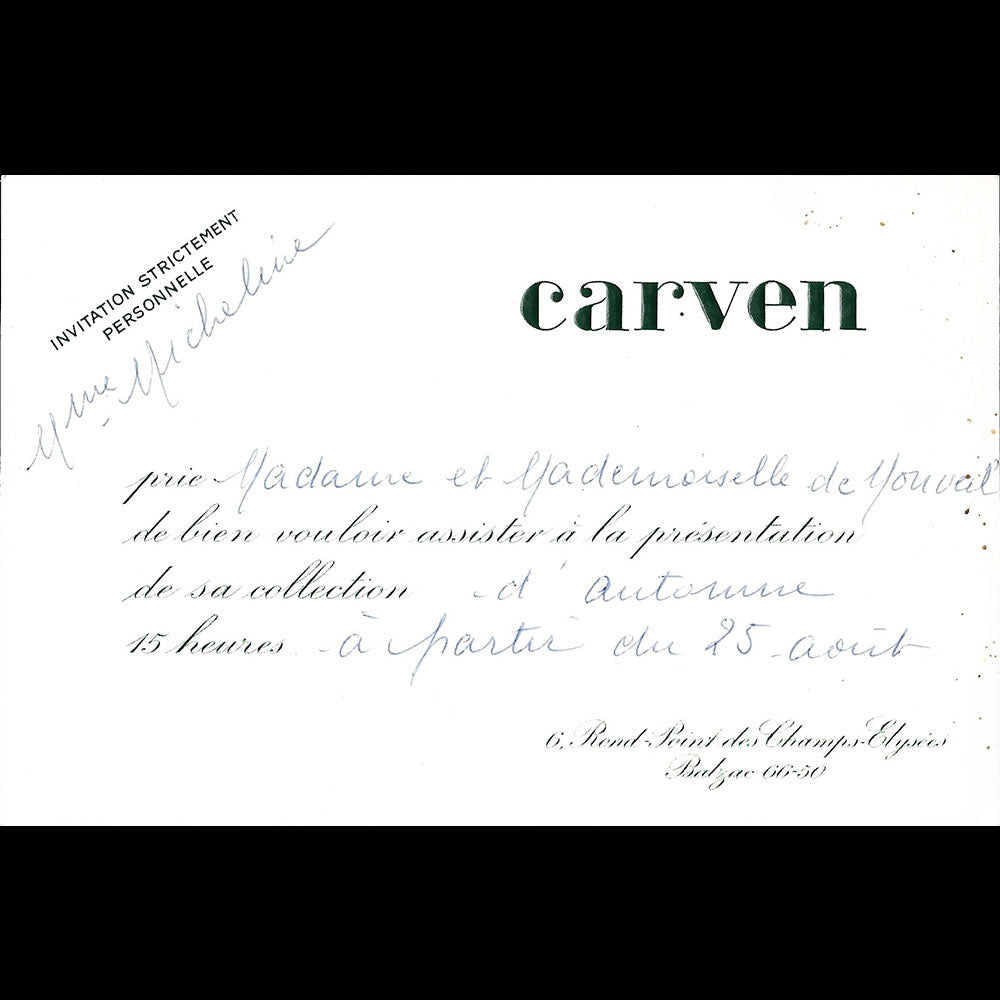 INVITATION STRICTEMENT
PERSONNELLE
Mme Micheline
carven
prie Madame et Mademoiselle de
de bien vouloir assister à la présentation
de sa collection d'automne
15 heures à partir du 25 août
6, Rond-Point des Champs-Elysées
Balzac 66-50